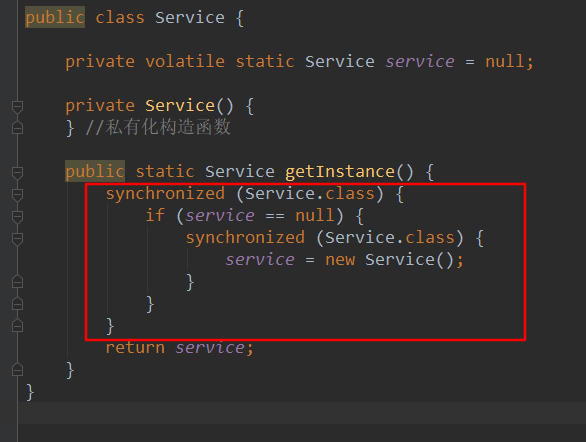 public class Service {
private volatile static Service service = null;
private Service() {
} //私有化构造函数
public static Service getInstance() {
synchronized (Service.class) {
if (service == null) {
synchronized (Service.class) {
service = new Service();
}
}
}
return service;
}
}